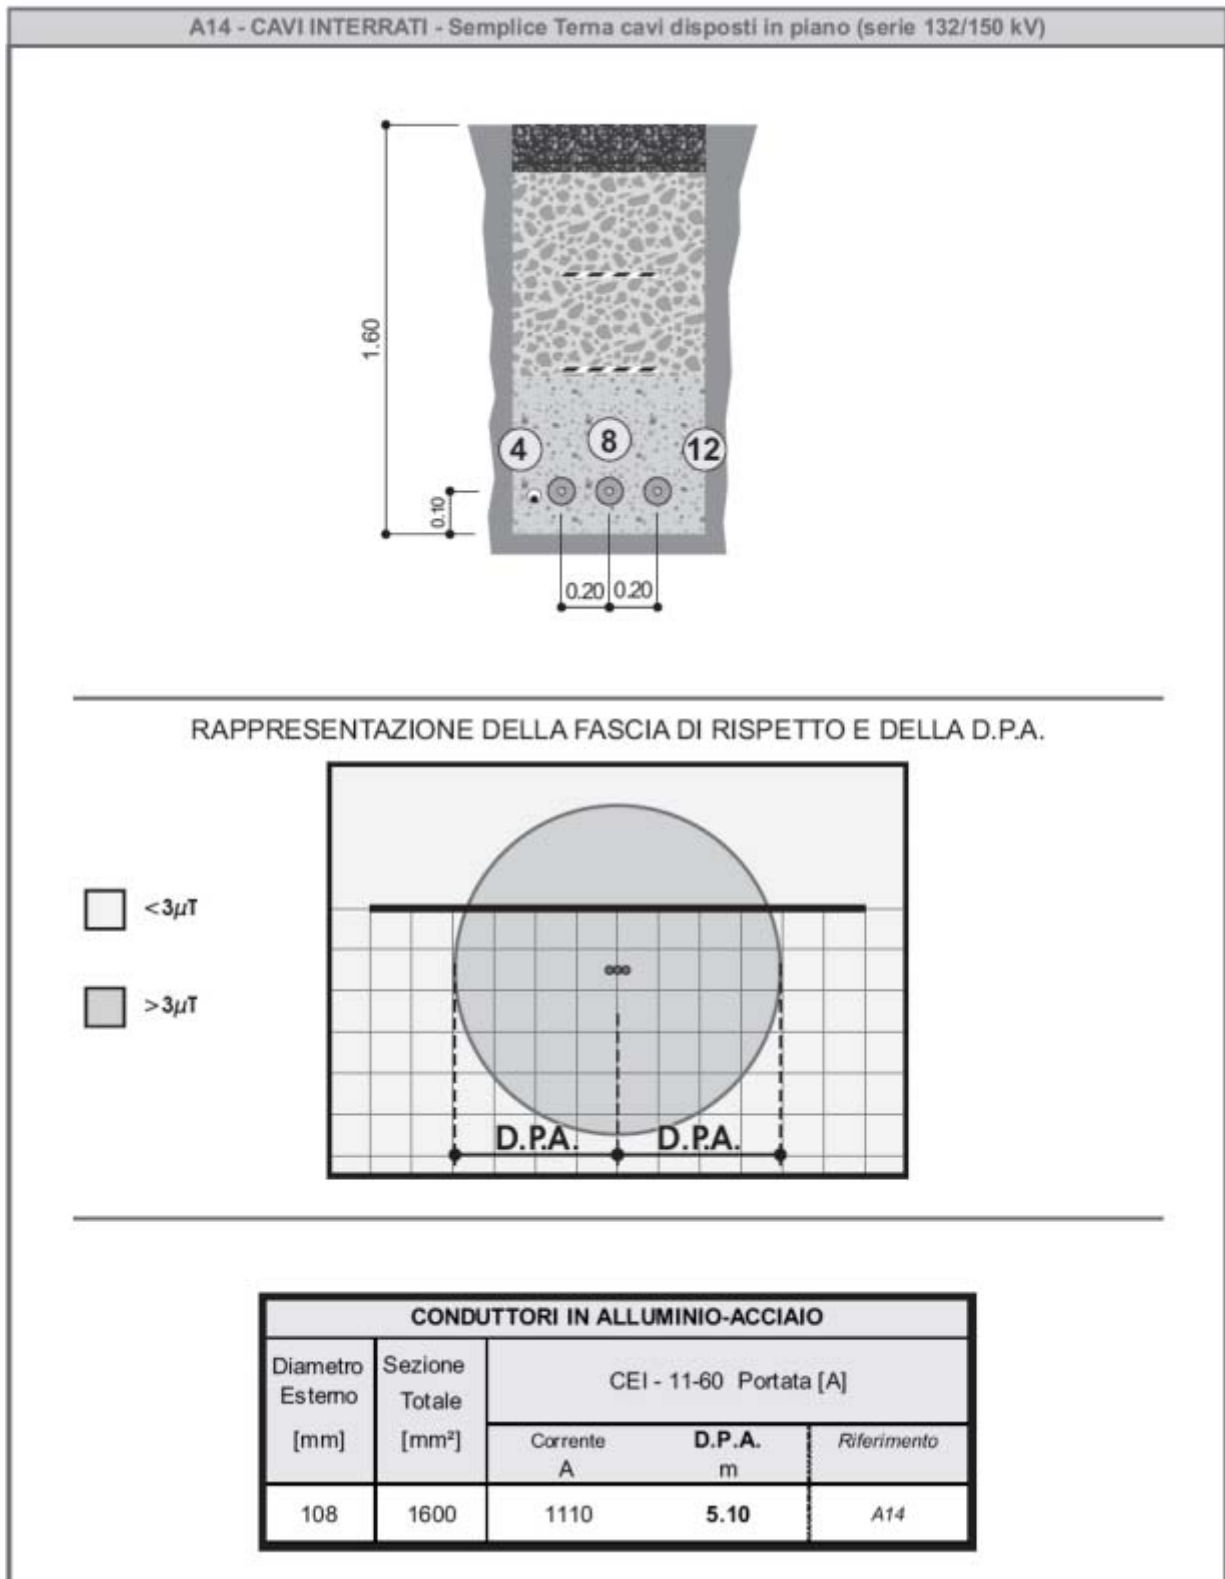 A14 - CAVI INTERRATI - Semplice Terna cavi disposti in piano (serie 132/150 kV)
1.60
4
8
12
0.10
0.20
0.20
RAPPRESENTAZIONE DELLA FASCIA DI RISPETTO E DELLA D.P.A.
<3µT
>3µT
D.P.A.
D.P.A.
CONDUTTORI IN ALLUMINIO-ACCIAIO
Diametro
Esterno
[mm]
Sezione
Totale
[mm²]
CEI - 11-60 Portata [A]
Corrente
A
D.P.A.
m
Riferimento
108
1600
1110
5.10
A14